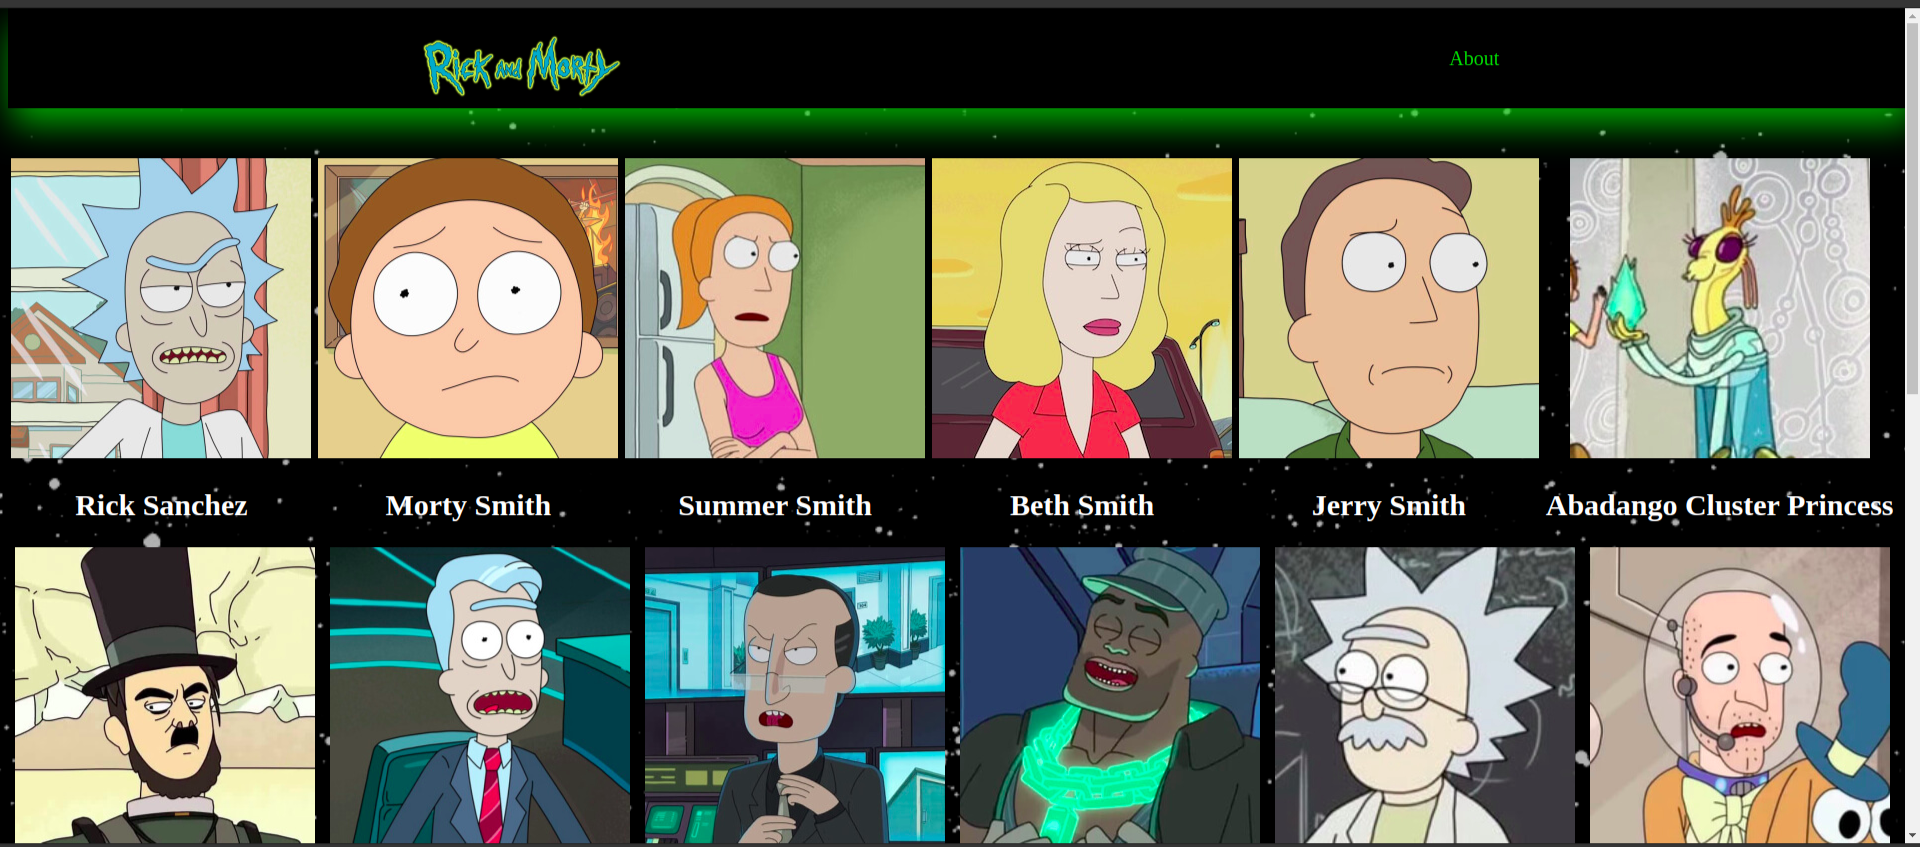 Rick and Morty
About
Rick Sanchez
Morty Smith
Summer Smith
Beth Smith
Jerry Smith
Abadango Cluster Princess